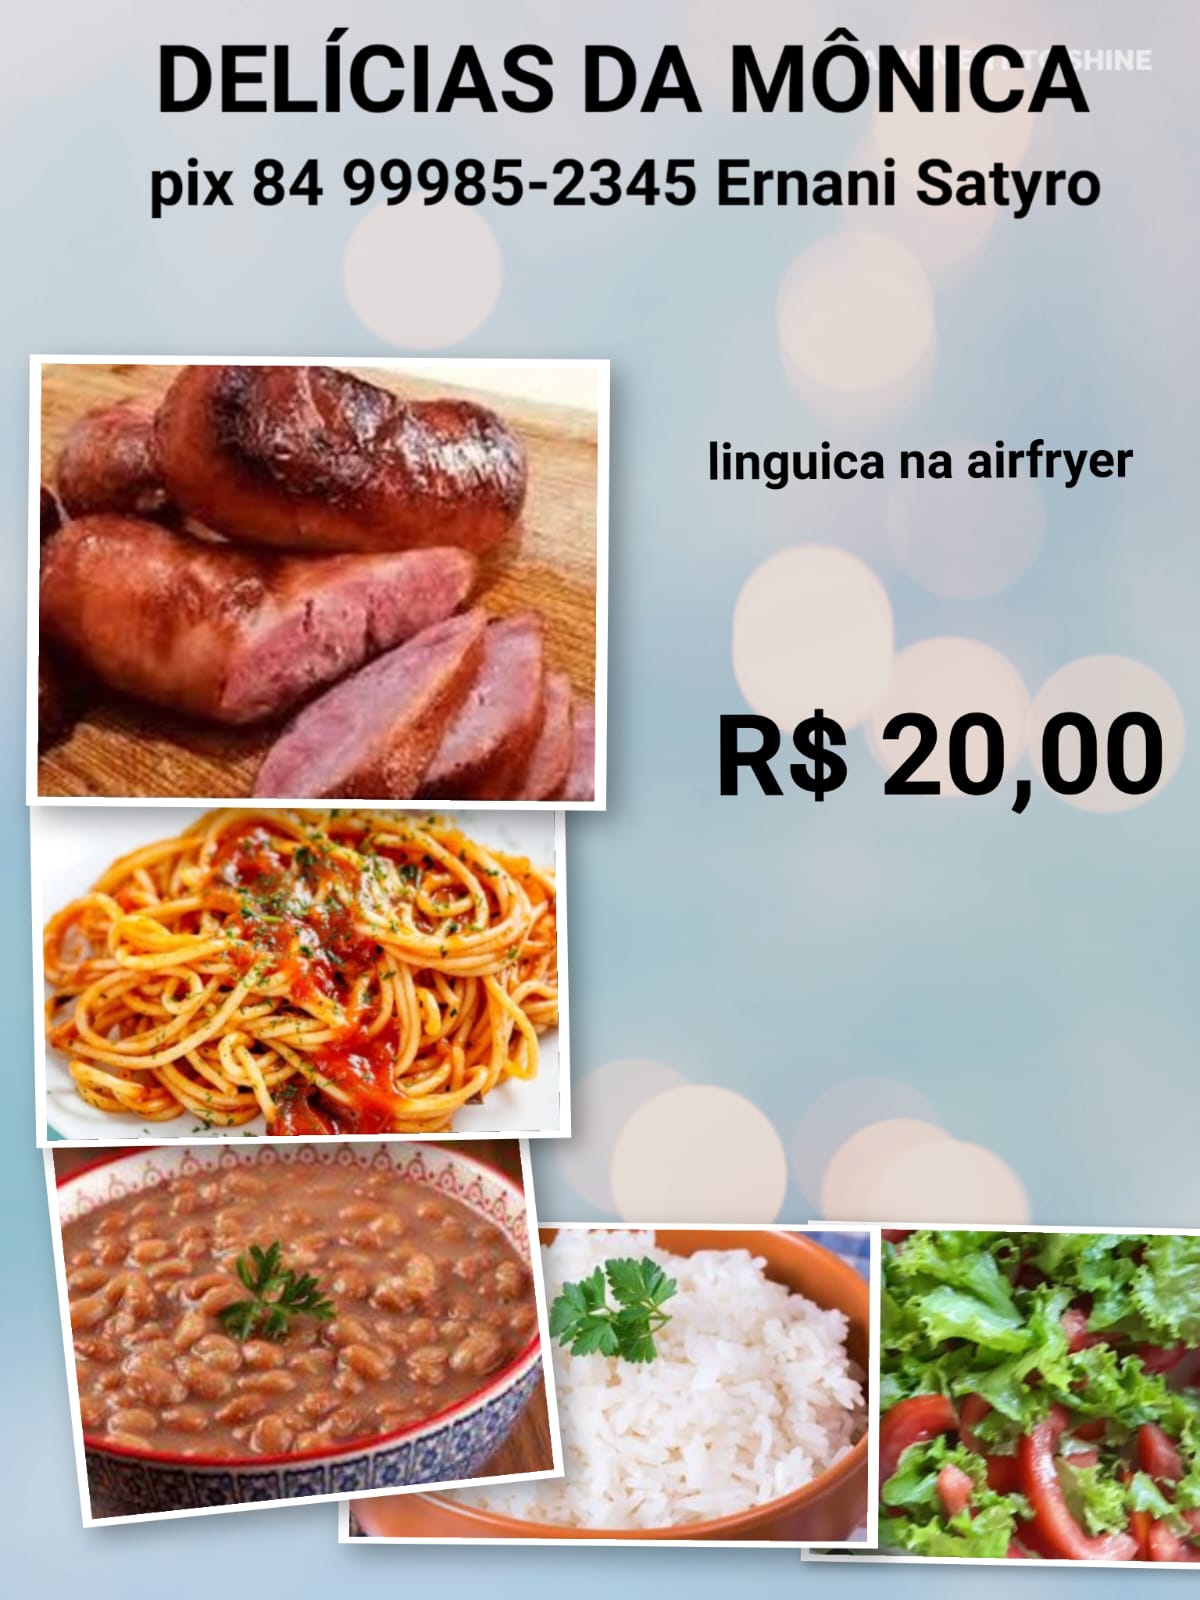 DELÍCIAS DA MÔNICA
pix 84 99985-2345 Ernani Satyro
linguica na airfryer
R$ 20,00